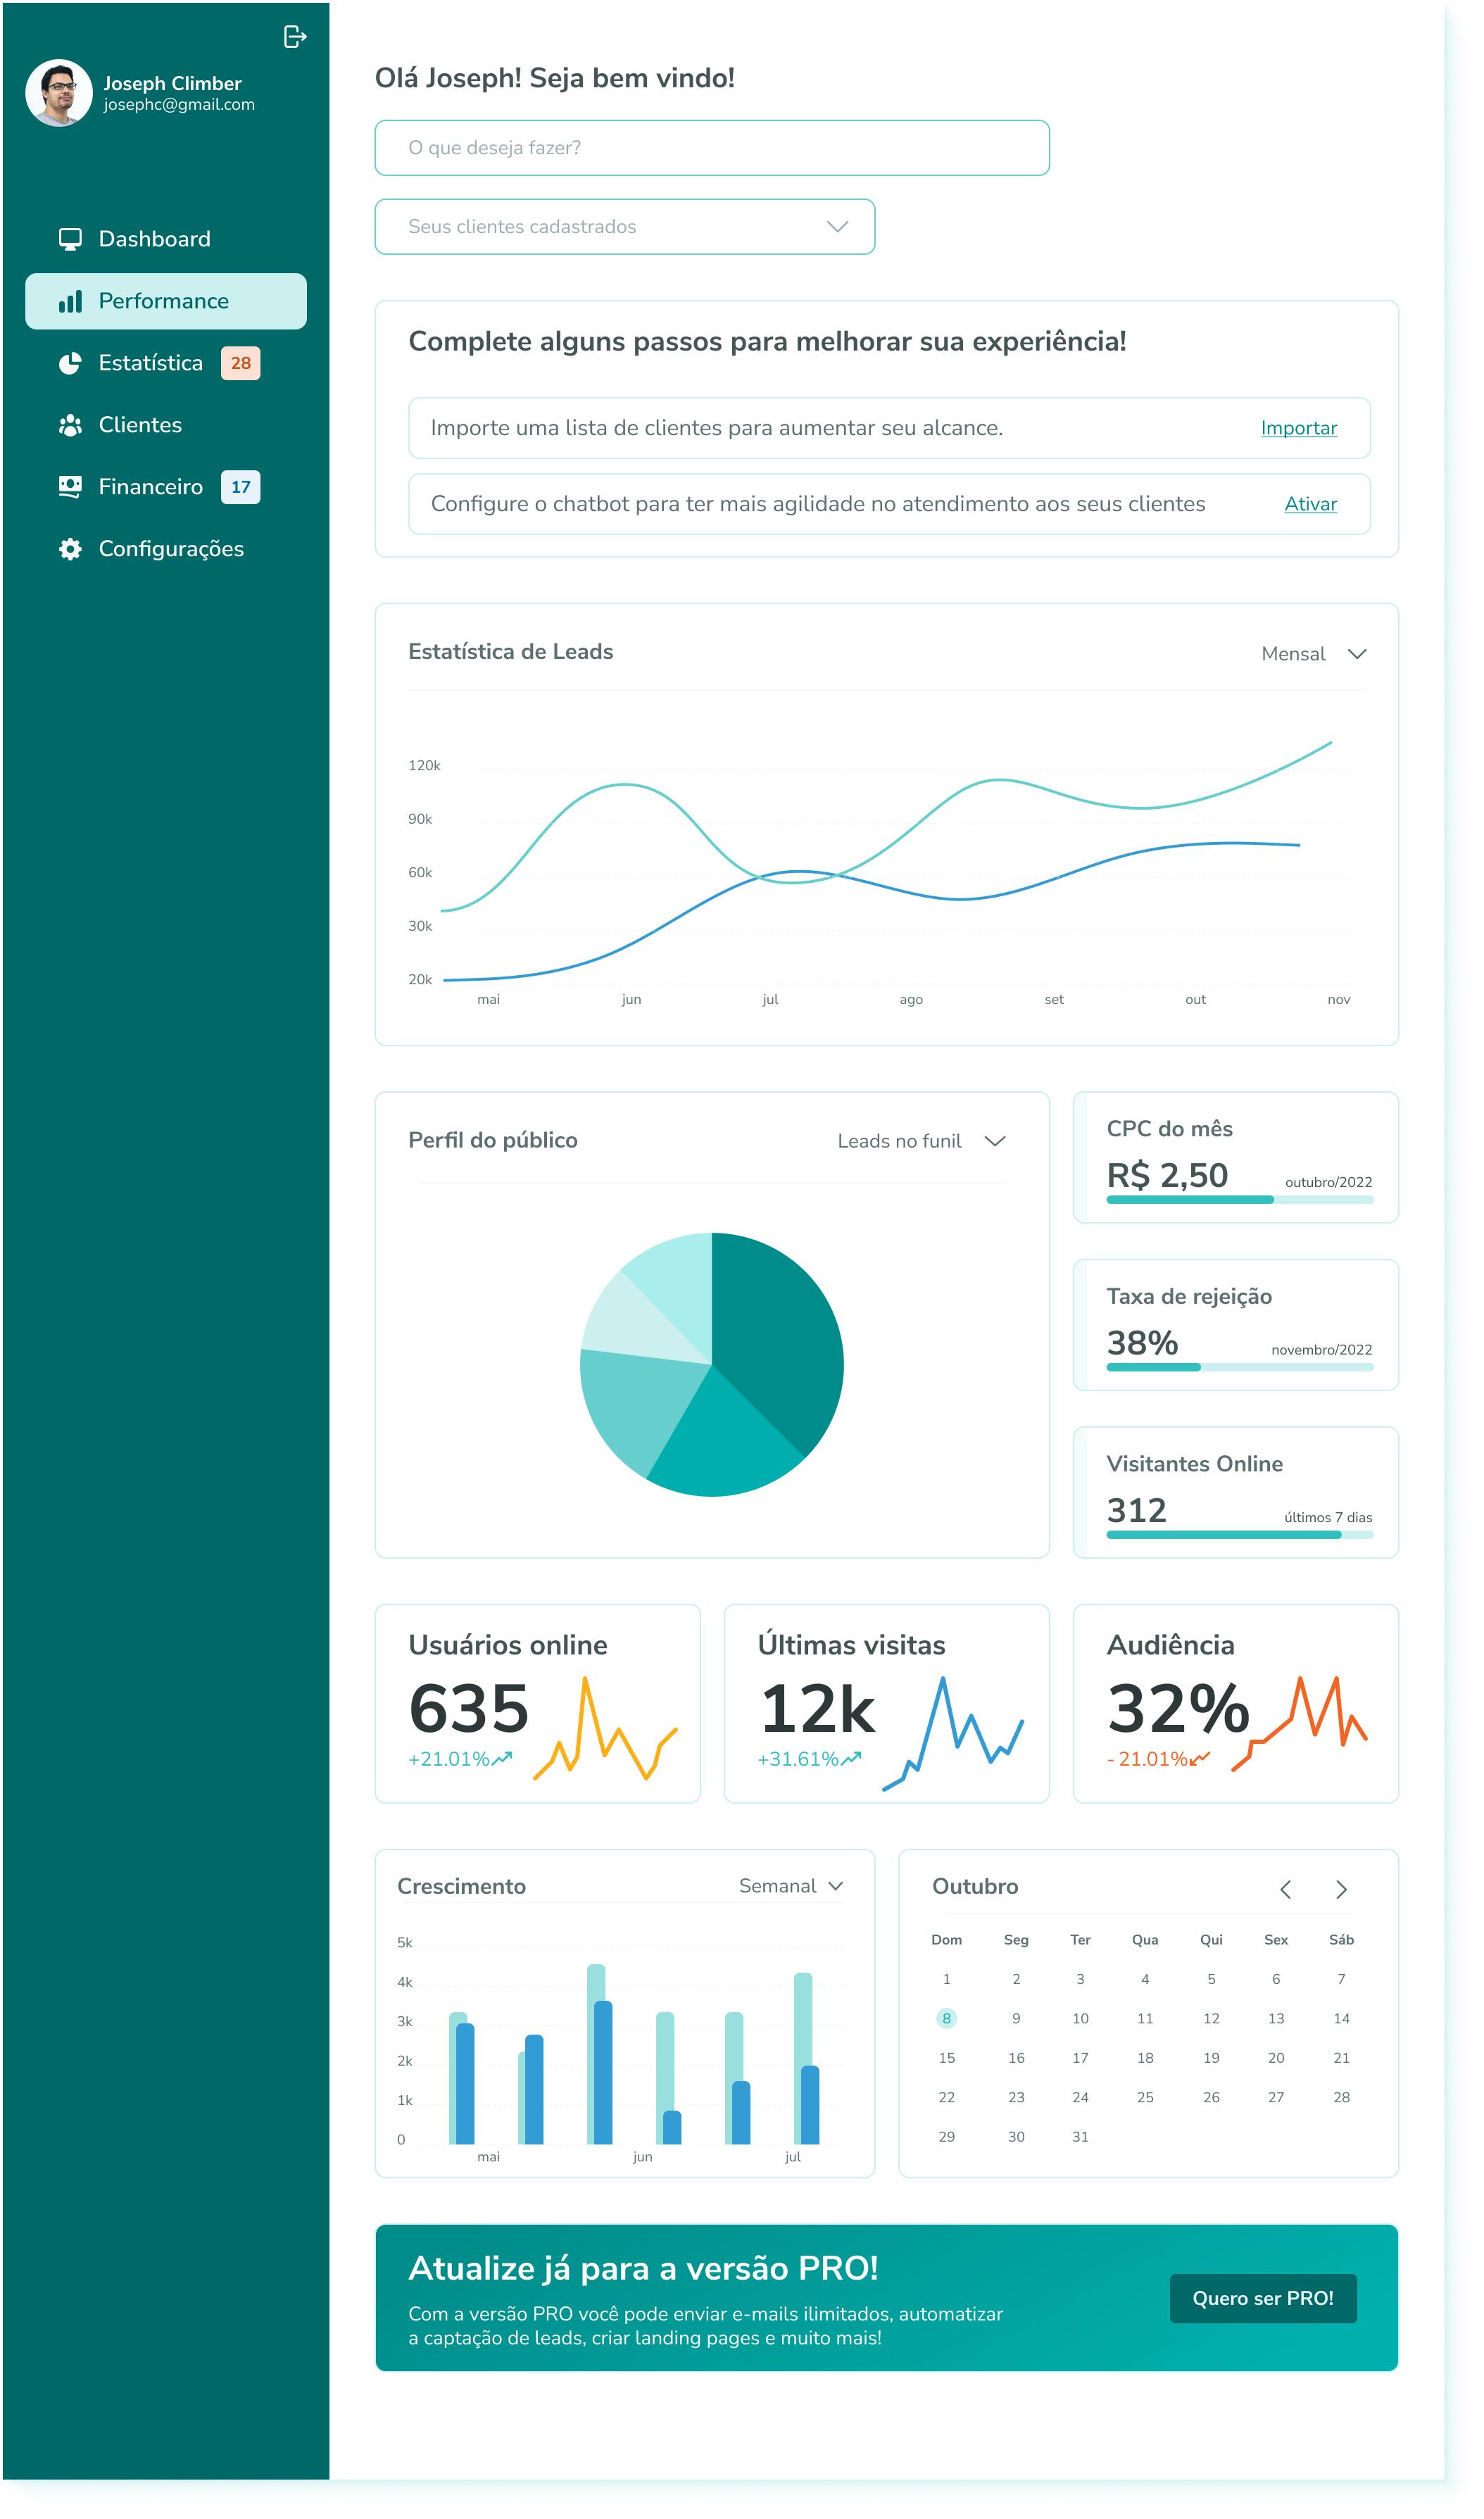 Joseph Climber
josephc@gmail.com
Dashboard
Performance
Estatística 28
Clientes
Financeiro 17
Configurações
Olá Joseph! Seja bem vindo!
O que deseja fazer?
Seus clientes cadastrados
Complete alguns passos para melhorar sua experiência!
Importe uma lista de clientes para aumentar seu alcance. Importar
Configure o chatbot para ter mais agilidade no atendimento aos seus clientes Ativar
Estatística de Leads Mensal
120k
90k
60k
30k
20k
mai jun jul ago set out nov
Perfil do público Leads no funil
CPC do mês
R$ 2,50 outubro/2022
Taxa de rejeição
38% novembro/2022
Visitantes Online
312 últimos 7 dias
Usuários online
635
+21.01%
Últimas visitas
12k
+31.61%
Audiência
32%
- 21.01%
Crescimento Semanal
5k
4k
3k
2k
1k
0
mai jun jul
Outubro
Dom Seg Ter Qua Qui Sex Sáb
1 2 3 4 5 6 7
8 9 10 11 12 13 14
15 16 17 18 19 20 21
22 23 24 25 26 27 28
29 30 31
Atualize já para a versão PRO!
Com a versão PRO você pode enviar e-mails ilimitados, automatizar
a captação de leads, criar landing pages e muito mais!
Quero ser PRO!